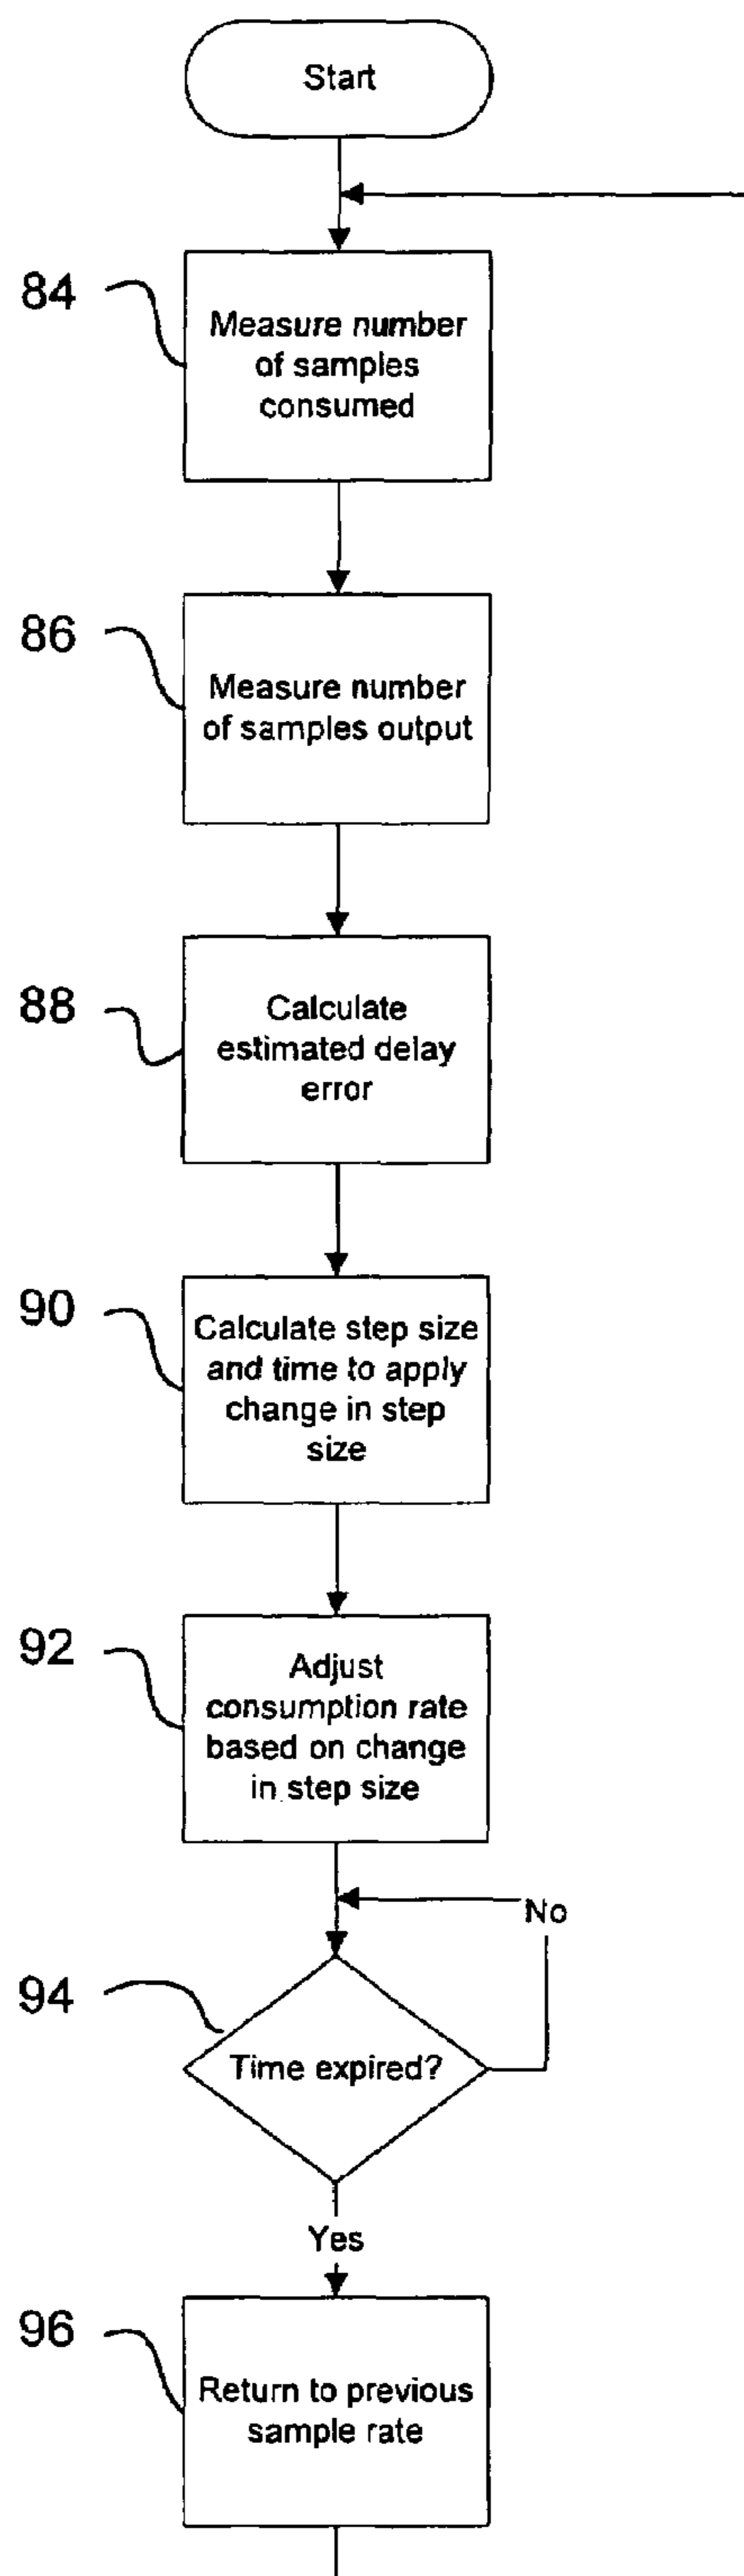 Start
84
Measure number
of samples
consumed
86
Measure number
of samples output
88
Calculate
estimated delay
error
90
Calculate step size
and time to apply
change in step
size
92
Adjust
consumption rate
based on change
in step size
No
94
Time expired?
Yes
96
Return to previous
sample rate